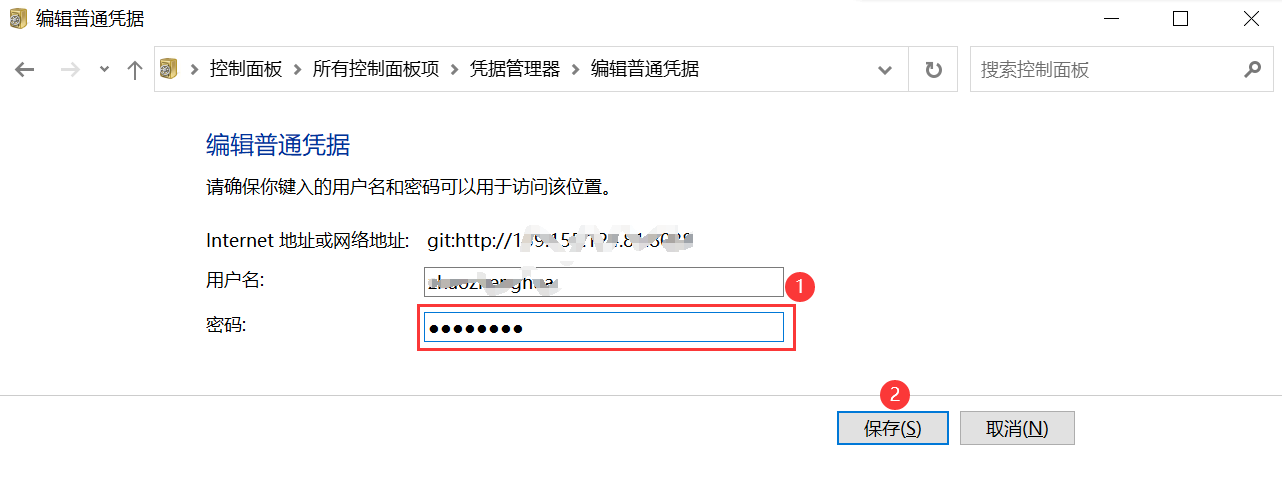 编辑普通凭据
控制面板 › 所有控制面板项 › 凭据管理器 › 编辑普通凭据
搜索控制面板
编辑普通凭据
请确保你键入的用户名和密码可以用于访问该位置。
Internet 地址或网络地址: git:http://
用户名:
1
密码: ●●●●●●●●
2
保存(S) 取消(N)